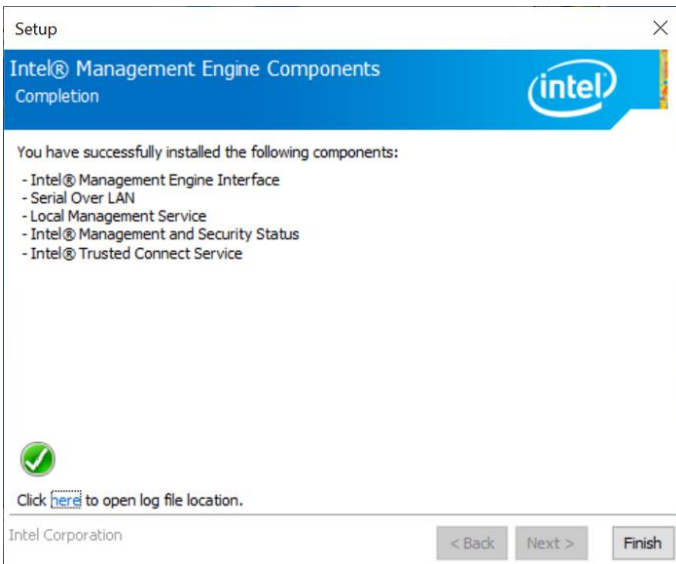 Setup
Intel® Management Engine Components
Completion
intel
You have successfully installed the following components:
- Intel® Management Engine Interface
- Serial Over LAN
- Local Management Service
- Intel® Management and Security Status
- Intel® Trusted Connect Service
Click here to open log file location.
Intel Corporation
< Back Next > Finish